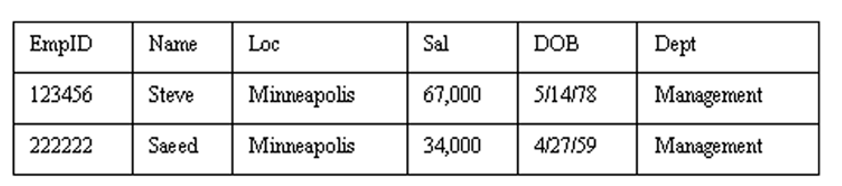 EmpID Name Loc Sal DOB Dept
123456 Steve Minneapolis 67,000 5/14/78 Management
222222 Saeed Minneapolis 34,000 4/27/59 Management